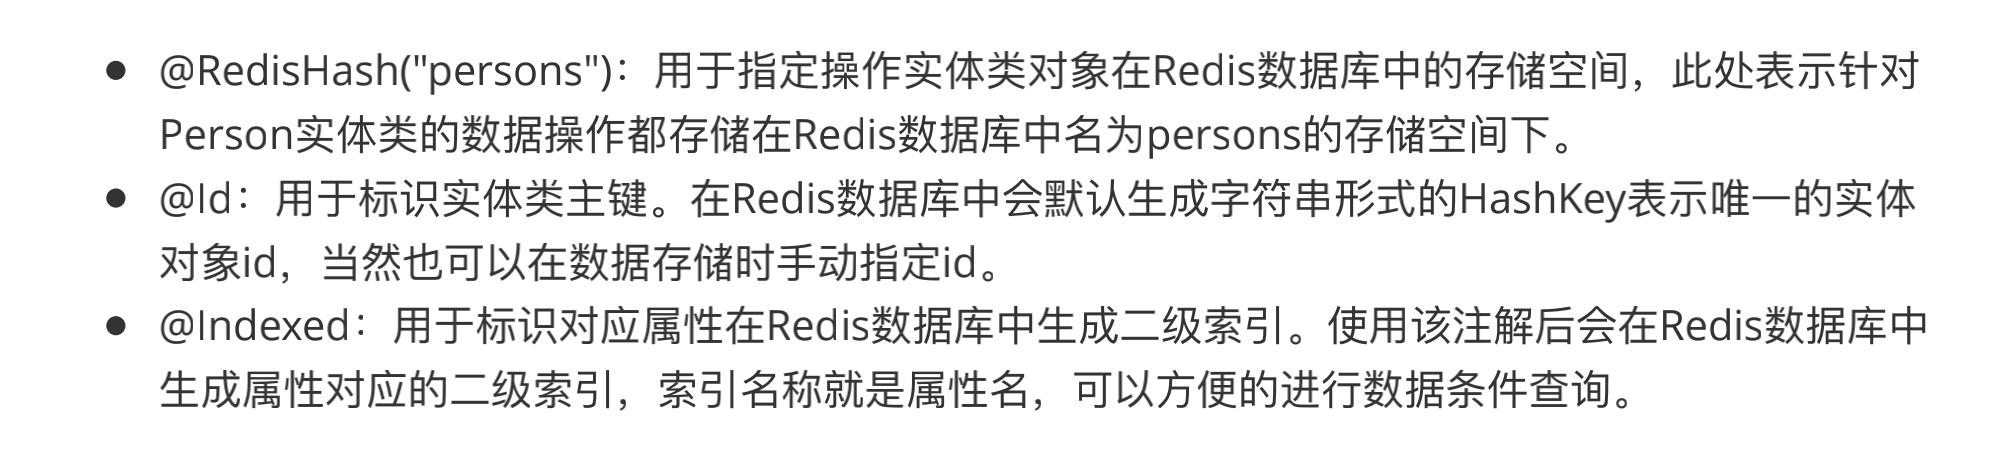 ● @RedisHash("persons")：用于指定操作实体类对象在Redis数据库中的存储空间，此处表示针对
Person实体类的数据操作都存储在Redis数据库中名为persons的存储空间下。
● @Id：用于标识实体类主键。在Redis数据库中会默认生成字符串形式的HashKey表示唯一的实体
对象id，当然也可以在数据存储时手动指定id。
● @Indexed：用于标识对应属性在Redis数据库中生成二级索引。使用该注解后会在Redis数据库中
生成属性对应的二级索引，索引名称就是属性名，可以方便的进行数据条件查询。